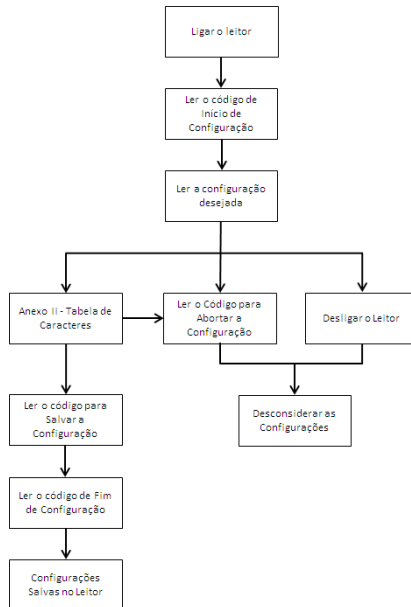 Ligar o leitor
Ler o código de
Início de
Configuração
Ler a configuração
desejada
Anexo II - Tabela de
Caracteres
Ler o Código para
Abortar a
Configuração
Desligar o Leitor
Ler o código para
Salvar a
Configuração
Desconsiderar as
Configurações
Ler o código de Fim
de Configuração
Configurações
Salvas no Leitor